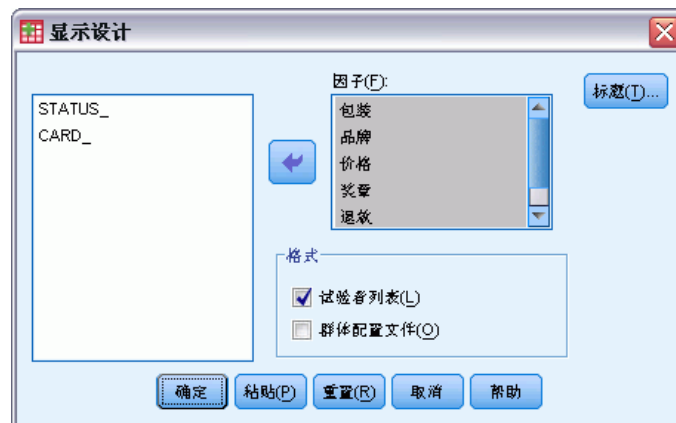 显示设计
因子(F):
标题(T)...
STATUS_
CARD_
包装
品牌
价格
奖章
退款
格式
试验者列表(L)
群体配置文件(O)
确定
粘贴(P)
重置(R)
取消
帮助